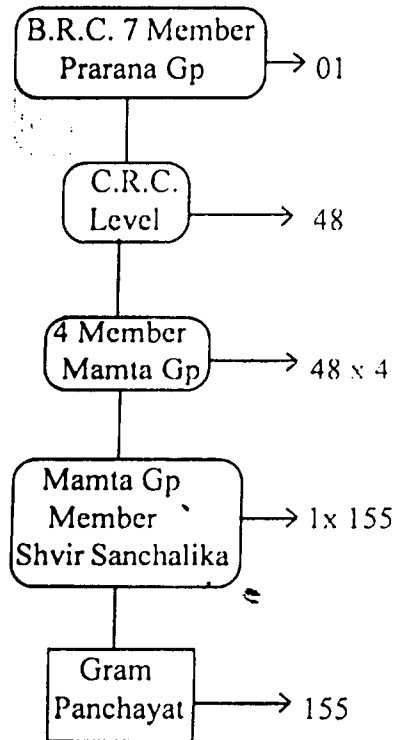 B.R.C. 7 Member
Prarana Gp
01
C.R.C.
Level
48
4 Member
Mamta Gp
48 x 4
Mamta Gp
Member
Shvir Sanchalika
1x 155
Gram
Panchayat
155